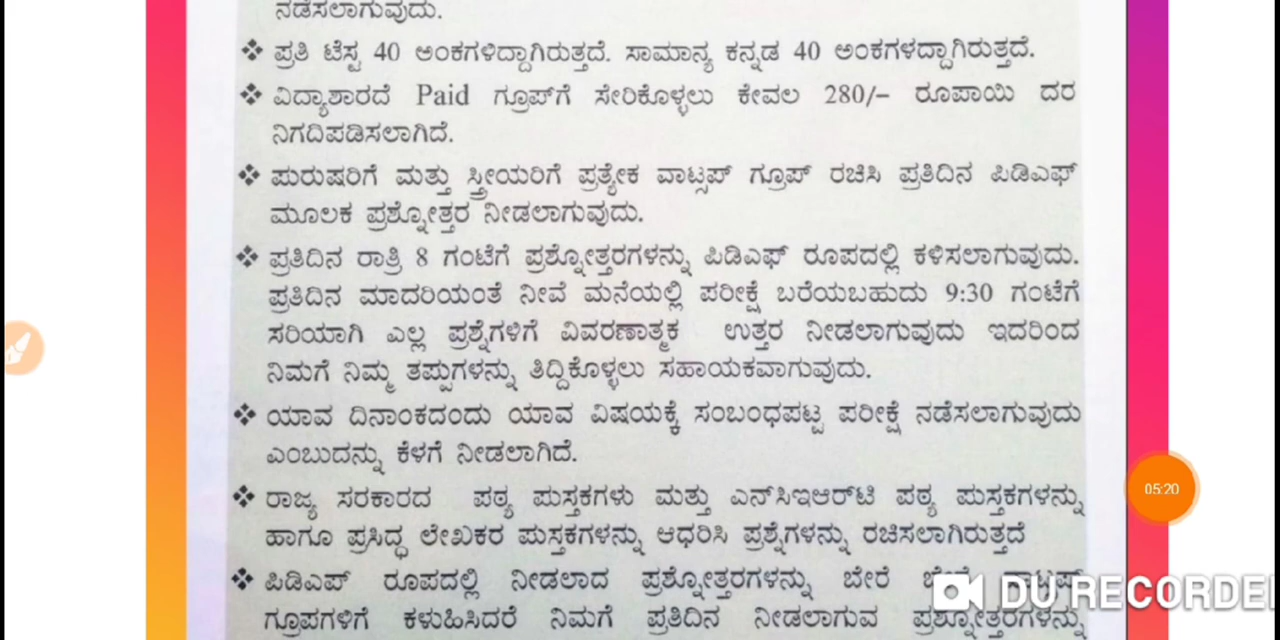 ನಡೆಸಲಾಗುವುದು.
❖ ಪ್ರತಿ ಟೆಸ್ಟ 40 ಅಂಕಗಳಿದ್ದಾಗಿರುತ್ತದೆ. ಸಾಮಾನ್ಯ ಕನ್ನಡ 40 ಅಂಕಗಳದ್ದಾಗಿರುತ್ತದೆ.
❖ ವಿದ್ಯಾಶಾರದೆ Paid ಗ್ರೂಪ್‌ಗೆ ಸೇರಿಕೊಳ್ಳಲು ಕೇವಲ 280/– ರೂಪಾಯಿ ದರ
ನಿಗದಿಪಡಿಸಲಾಗಿದೆ.
❖ ಪುರುಷರಿಗೆ ಮತ್ತು ಸ್ತ್ರೀಯರಿಗೆ ಪ್ರತ್ಯೇಕ ವಾಟ್ಸಪ್ ಗ್ರೂಪ್ ರಚಿಸಿ ಪ್ರತಿದಿನ ಪಿಡಿಎಫ್
ಮೂಲಕ ಪ್ರಶ್ನೋತ್ತರ ನೀಡಲಾಗುವುದು.
❖ ಪ್ರತಿದಿನ ರಾತ್ರಿ 8 ಗಂಟೆಗೆ ಪ್ರಶ್ನೋತ್ತರಗಳನ್ನು ಪಿಡಿಎಫ್ ರೂಪದಲ್ಲಿ ಕಳಿಸಲಾಗುವುದು.
ಪ್ರತಿದಿನ ಮಾದರಿಯಂತೆ ನೀವೆ ಮನೆಯಲ್ಲಿ ಪರೀಕ್ಷೆ ಬರೆಯಬಹುದು 9:30 ಗಂಟೆಗೆ
ಸರಿಯಾಗಿ ಎಲ್ಲ ಪ್ರಶ್ನೆಗಳಿಗೆ ವಿವರಣಾತ್ಮಕ ಉತ್ತರ ನೀಡಲಾಗುವುದು ಇದರಿಂದ
ನಿಮಗೆ ನಿಮ್ಮ ತಪ್ಪುಗಳನ್ನು ತಿದ್ದಿಕೊಳ್ಳಲು ಸಹಾಯಕವಾಗುವುದು.
❖ ಯಾವ ದಿನಾಂಕದಂದು ಯಾವ ವಿಷಯಕ್ಕೆ ಸಂಬಂಧಪಟ್ಟ ಪರೀಕ್ಷೆ ನಡೆಸಲಾಗುವುದು
ಎಂಬುದನ್ನು ಕೆಳಗೆ ನೀಡಲಾಗಿದೆ.
❖ ರಾಜ್ಯ ಸರಕಾರದ ಪಠ್ಯ ಪುಸ್ತಕಗಳು ಮತ್ತು ಎನ್‌ಸಿಇಆರ್‌ಟಿ ಪಠ್ಯ ಪುಸ್ತಕಗಳನ್ನು
ಹಾಗೂ ಪ್ರಸಿದ್ಧ ಲೇಖಕರ ಪುಸ್ತಕಗಳನ್ನು ಆಧರಿಸಿ ಪ್ರಶ್ನೆಗಳನ್ನು ರಚಿಸಲಾಗಿರುತ್ತದೆ
❖ ಪಿಡಿಎಪ್ ರೂಪದಲ್ಲಿ ನೀಡಲಾದ ಪ್ರಶ್ನೋತ್ತರಗಳನ್ನು ಬೇರೆ
ಗ್ರೂಪಗಳಿಗೆ ಕಳುಹಿಸಿದರೆ ನಿಮಗೆ ಪ್ರತಿದಿನ ನೀಡಲಾಗುವ ಪ್ರಶ್ನೋತ್ತರಗಳನ್ನು
05:20
DU RECORDER